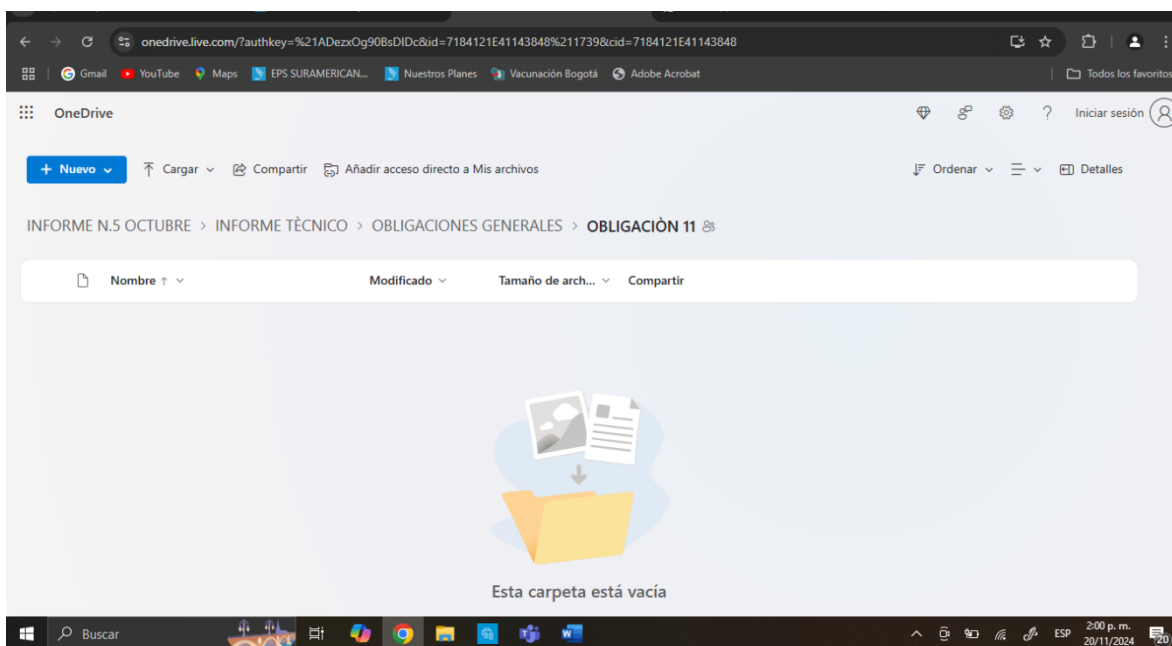 onedrive.live.com/?authkey=%21ADezxOg90BsDIDc&id=7184121E41143848%211739&cid=7184121E41143848
Gmail YouTube Maps EPS SURAMERICAN... Nuestros Planes Vacunación Bogotá Adobe Acrobat Todos los favoritos
OneDrive Iniciar sesión
+ Nuevo Cargar Compartir Añadir acceso directo a Mis archivos Ordenar Detalles
INFORME N.5 OCTUBRE > INFORME TÈCNICO > OBLIGACIONES GENERALES > OBLIGACIÒN 11
Nombre ↑ Modificado Tamaño de arch... Compartir
Esta carpeta está vacía
Buscar ESP 2:00 p. m.
20/11/2024 20